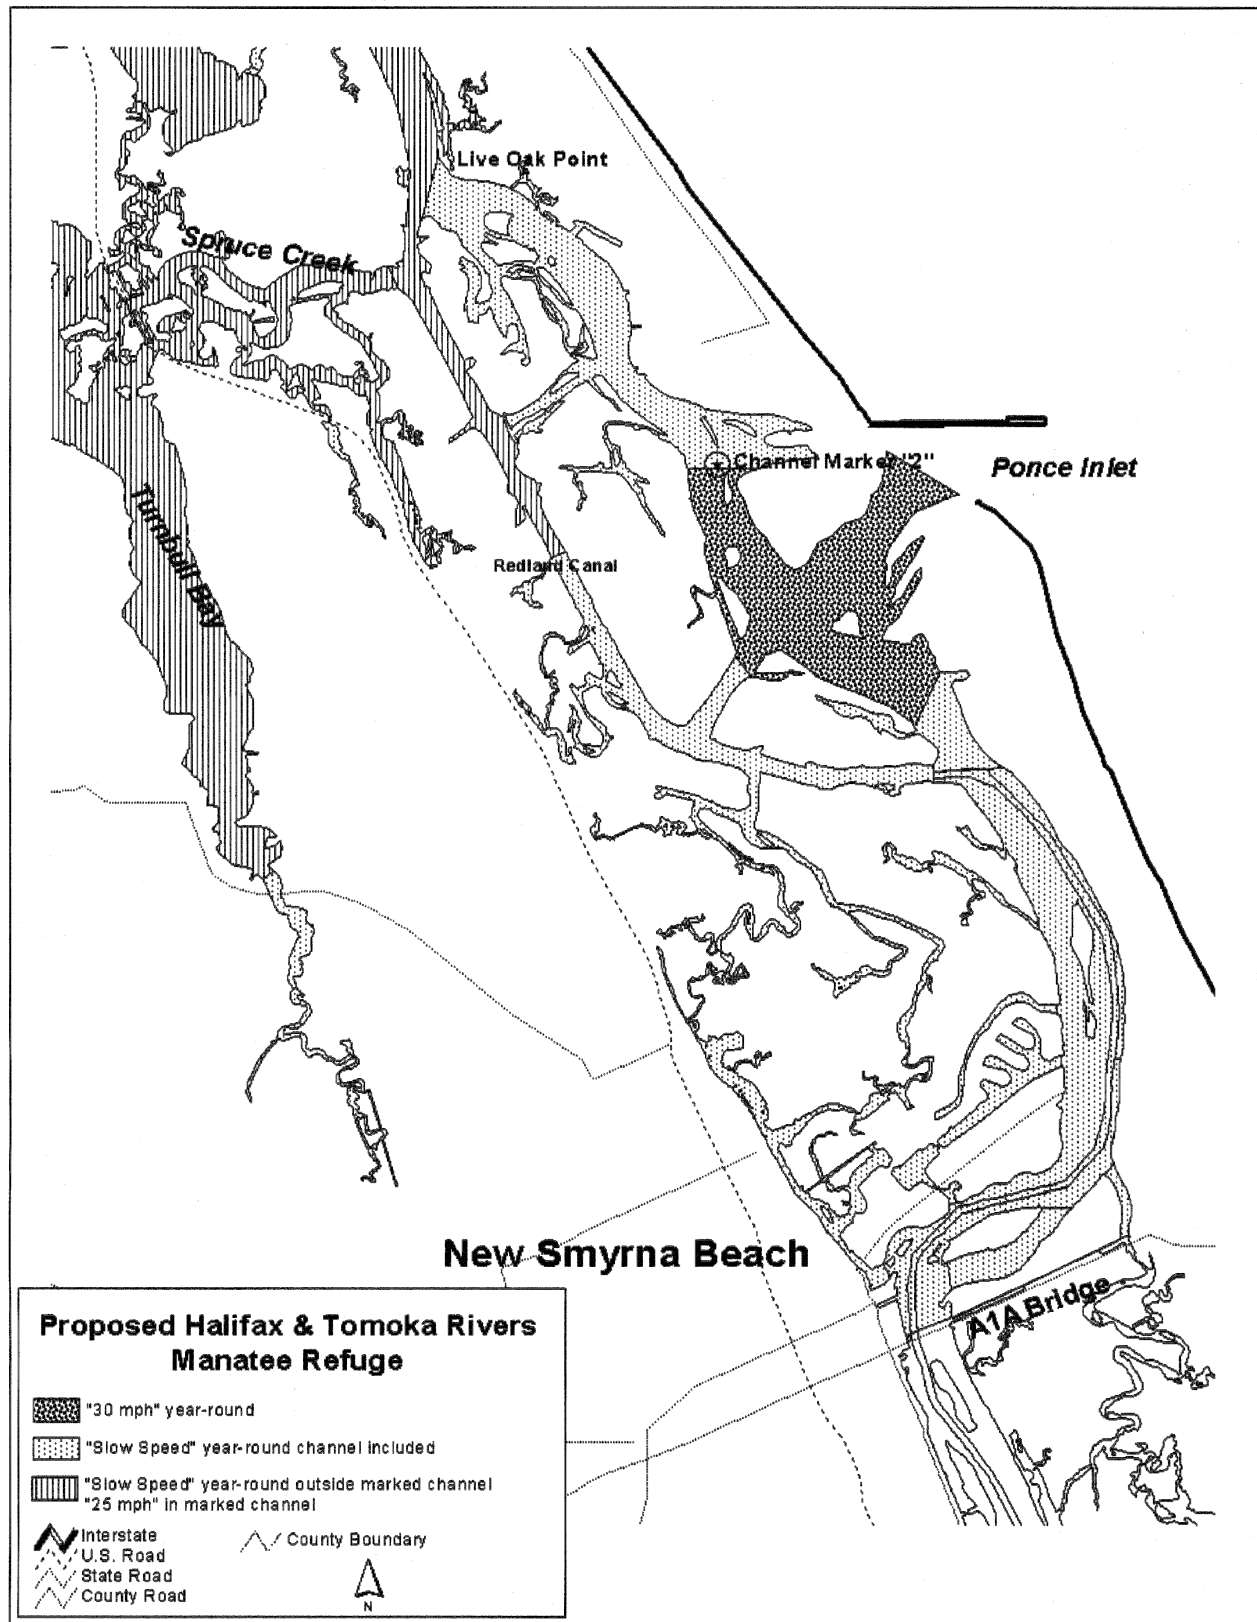 Live Oak Point
Spruce Creek
Channel Marker "2"
Ponce Inlet
Turnbull Bay
Redland Canal
New Smyrna Beach
A1A Bridge
Proposed Halifax & Tomoka Rivers
Manatee Refuge
"30 mph" year-round
"Slow Speed" year-round channel included
"Slow Speed" year-round outside marked channel
"25 mph" in marked channel
Interstate
County Boundary
U.S. Road
State Road
County Road
N